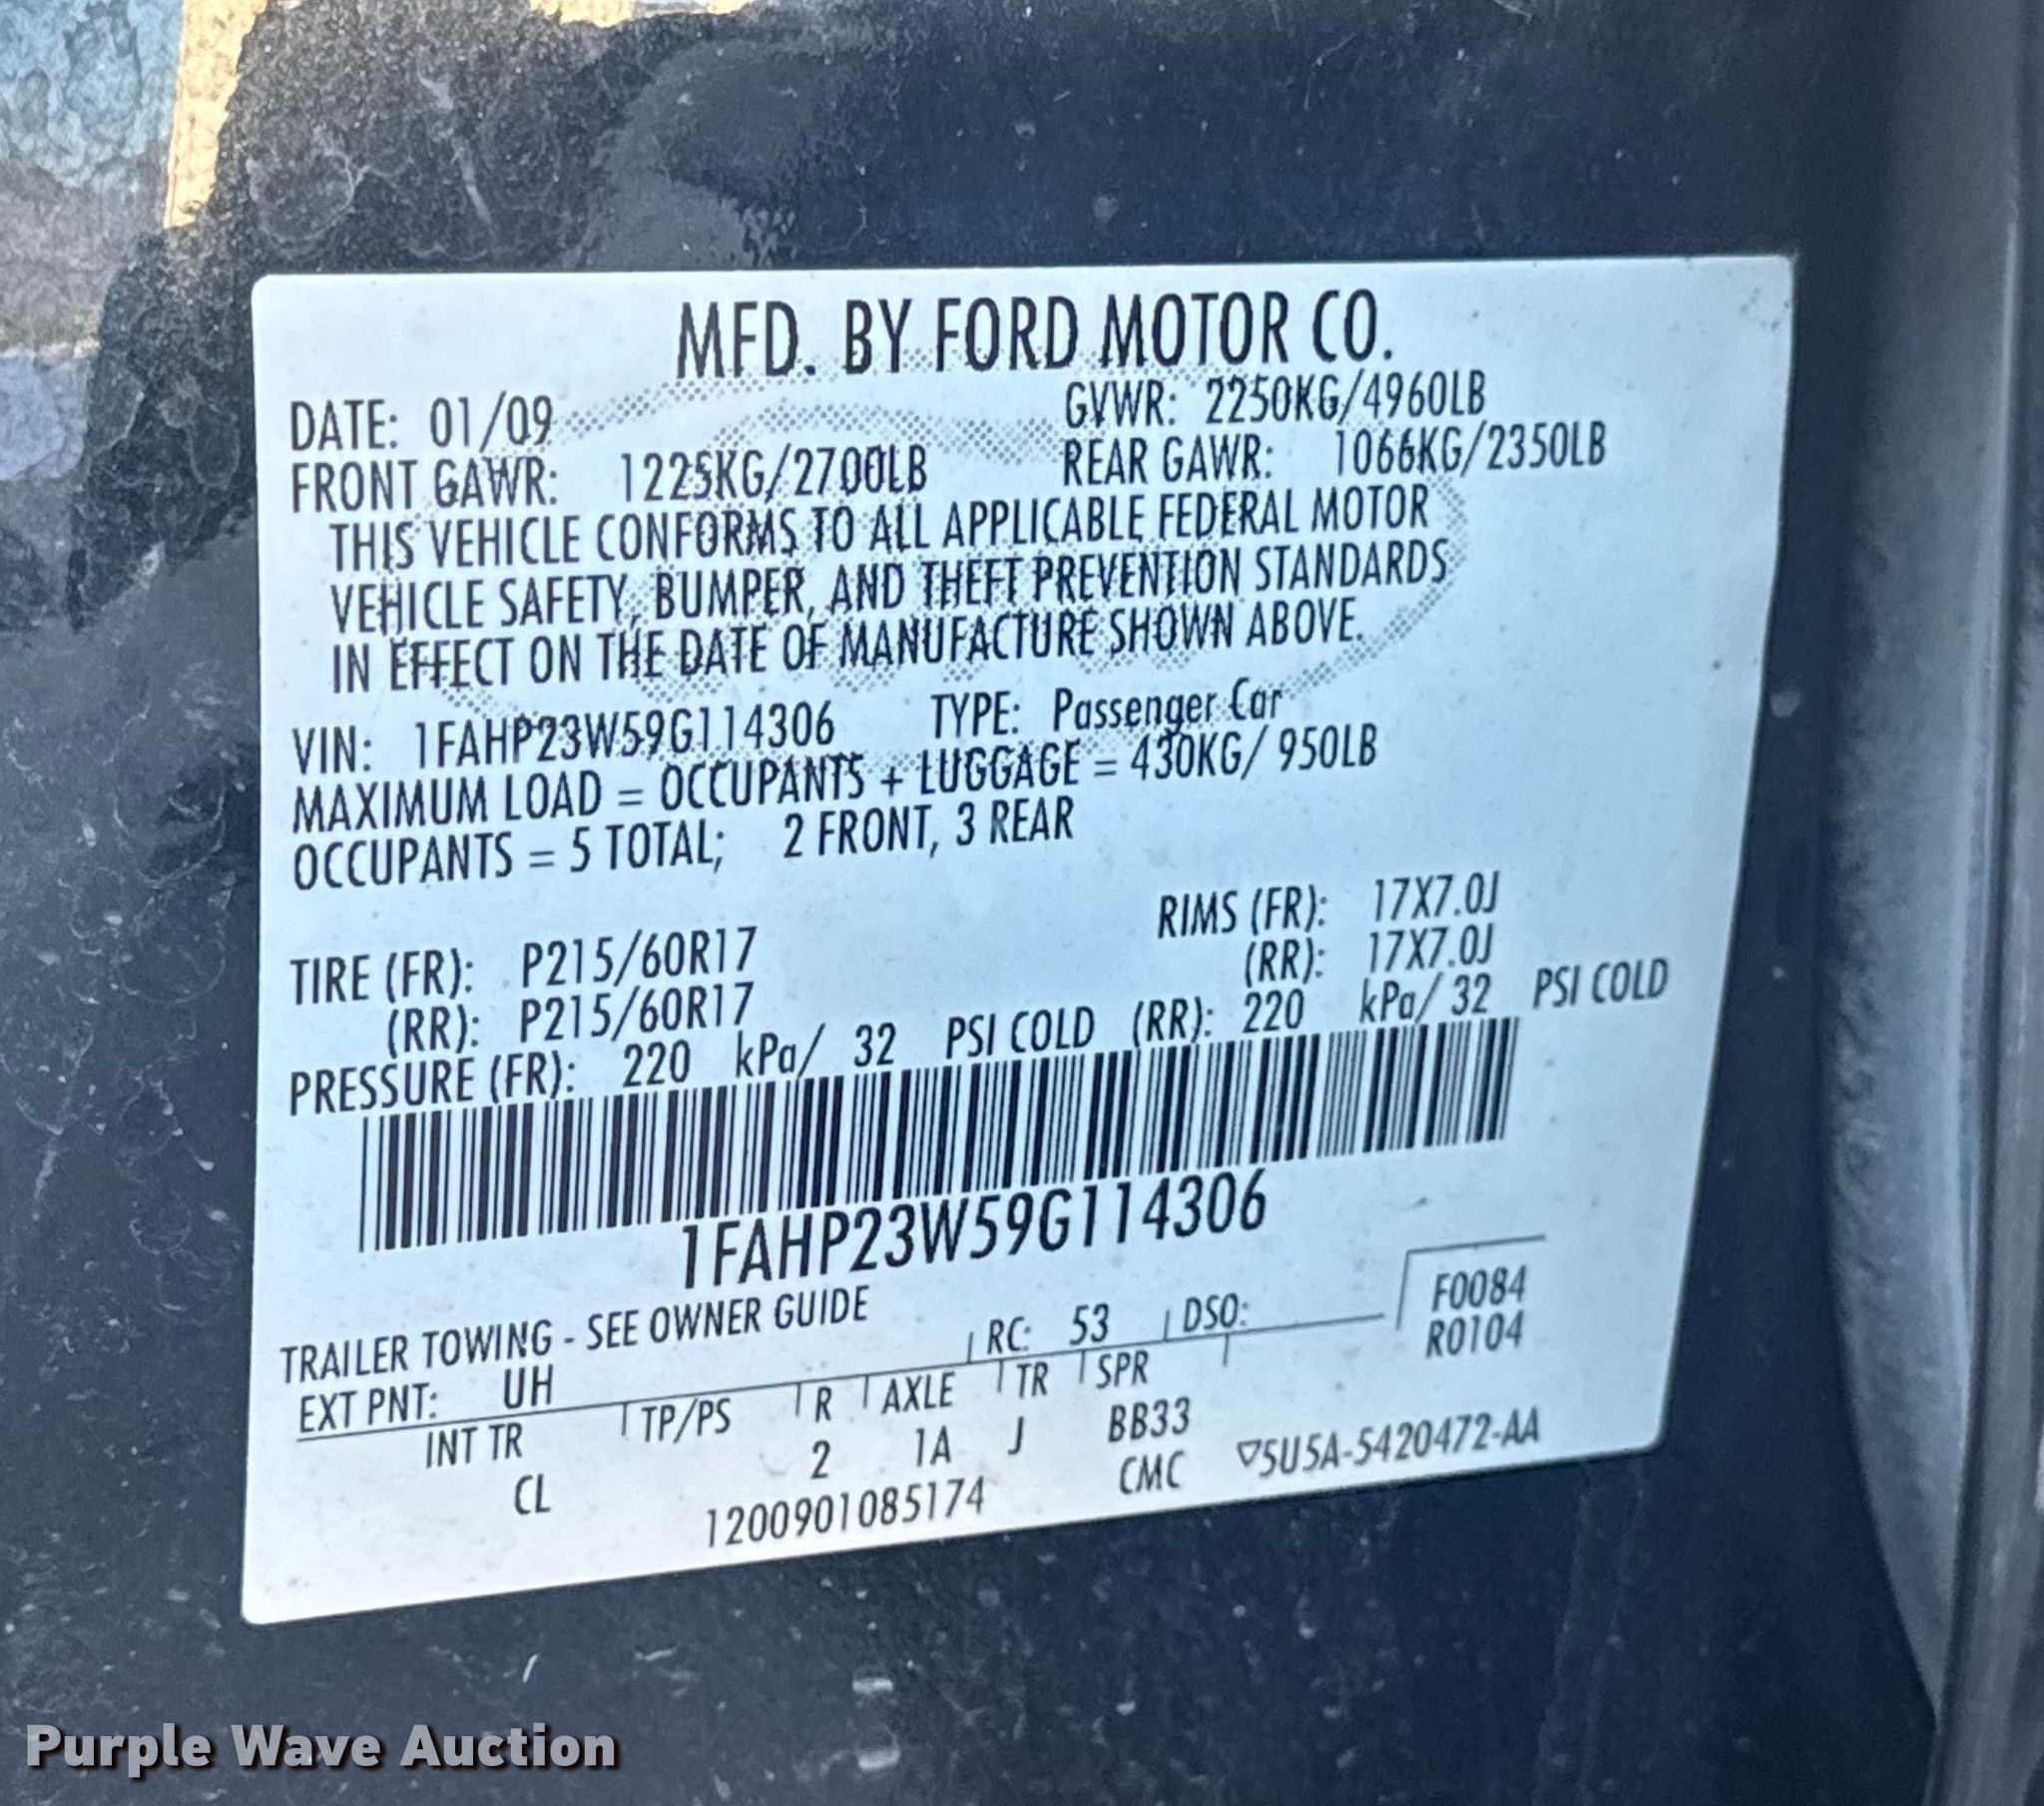 MFD. BY FORD MOTOR CO.
DATE: 01/09 GVWR: 2250KG/4960LB
FRONT GAWR: 1225KG/2700LB REAR GAWR: 1066KG/2350LB
THIS VEHICLE CONFORMS TO ALL APPLICABLE FEDERAL MOTOR
VEHICLE SAFETY, BUMPER, AND THEFT PREVENTION STANDARDS
IN EFFECT ON THE DATE OF MANUFACTURE SHOWN ABOVE.
VIN: 1FAHP23W59G114306 TYPE: Passenger Car
MAXIMUM LOAD = OCCUPANTS + LUGGAGE = 430KG/ 950LB
OCCUPANTS = 5 TOTAL; 2 FRONT, 3 REAR
TIRE (FR): P215/60R17 RIMS (FR): 17X7.0J
(RR): P215/60R17 (RR): 17X7.0J
PRESSURE (FR): 220 kPa/ 32 PSI COLD (RR): 220 kPa/ 32 PSI COLD
1FAHP23W59G114306
TRAILER TOWING - SEE OWNER GUIDE
EXT PNT: UH RC: 53 DSO: F0084
R0104
INT TR TP/PS R AXLE TR SPR
CL 2 1A J BB33
1200901085174 CMC 5U5A-5420472-AA
Purple Wave Auction